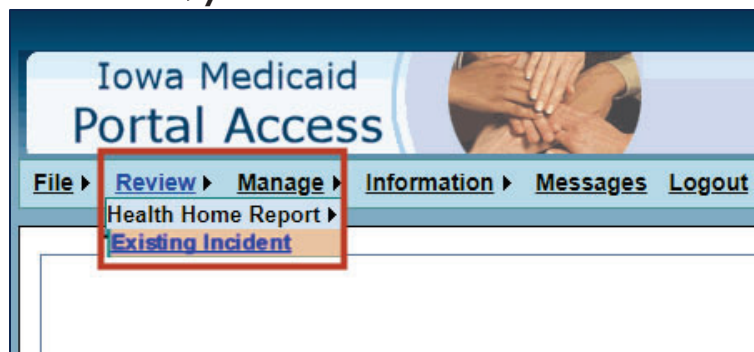 Iowa Medicaid
Portal Access
File Review Manage Information Messages Logout
Health Home Report
Existing Incident